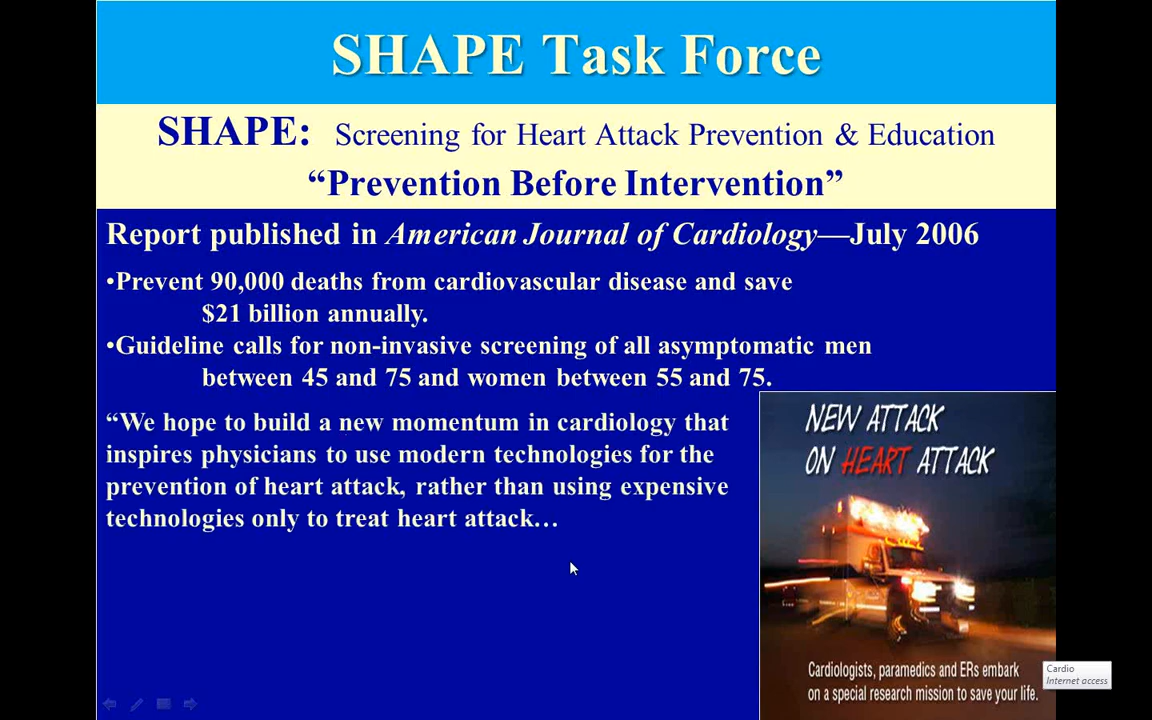 SHAPE Task Force
SHAPE: Screening for Heart Attack Prevention & Education
“Prevention Before Intervention”
Report published in American Journal of Cardiology—July 2006
•Prevent 90,000 deaths from cardiovascular disease and save
$21 billion annually.
•Guideline calls for non-invasive screening of all asymptomatic men
between 45 and 75 and women between 55 and 75.
“We hope to build a new momentum in cardiology that
inspires physicians to use modern technologies for the
prevention of heart attack, rather than using expensive
technologies only to treat heart attack…
NEW ATTACK
ON HEART ATTACK
Cardiologists, paramedics and ERs embark
on a special research mission to save your life.
Cardio
Internet access